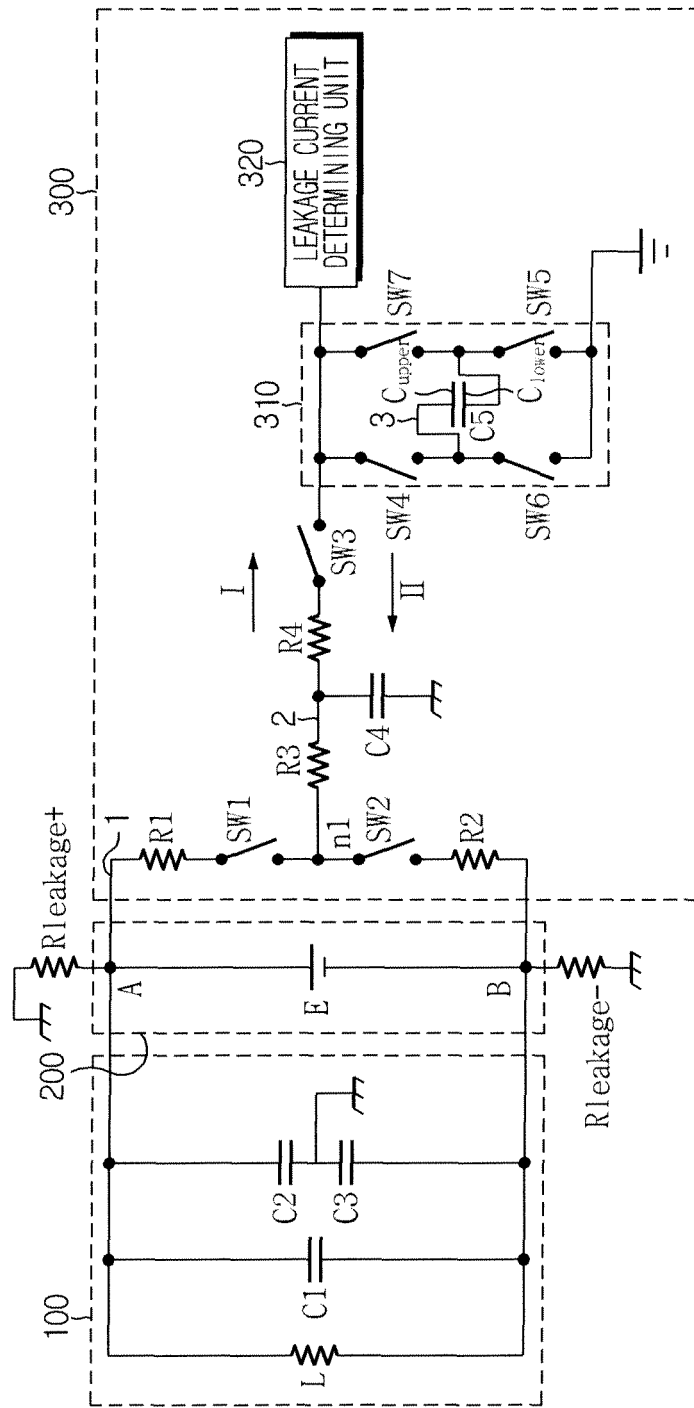 300
LEAKAGE CURRENT
DETERMINING UNIT
320
310
SW7
SW5
Cupper
Clower
3
C5
SW4
SW6
SW3
I
II
R4
2
C4
R3
n1
1
R1
SW1
SW2
R2
Rleakage+
A
E
B
Rleakage-
200
C2
C3
C1
100
L